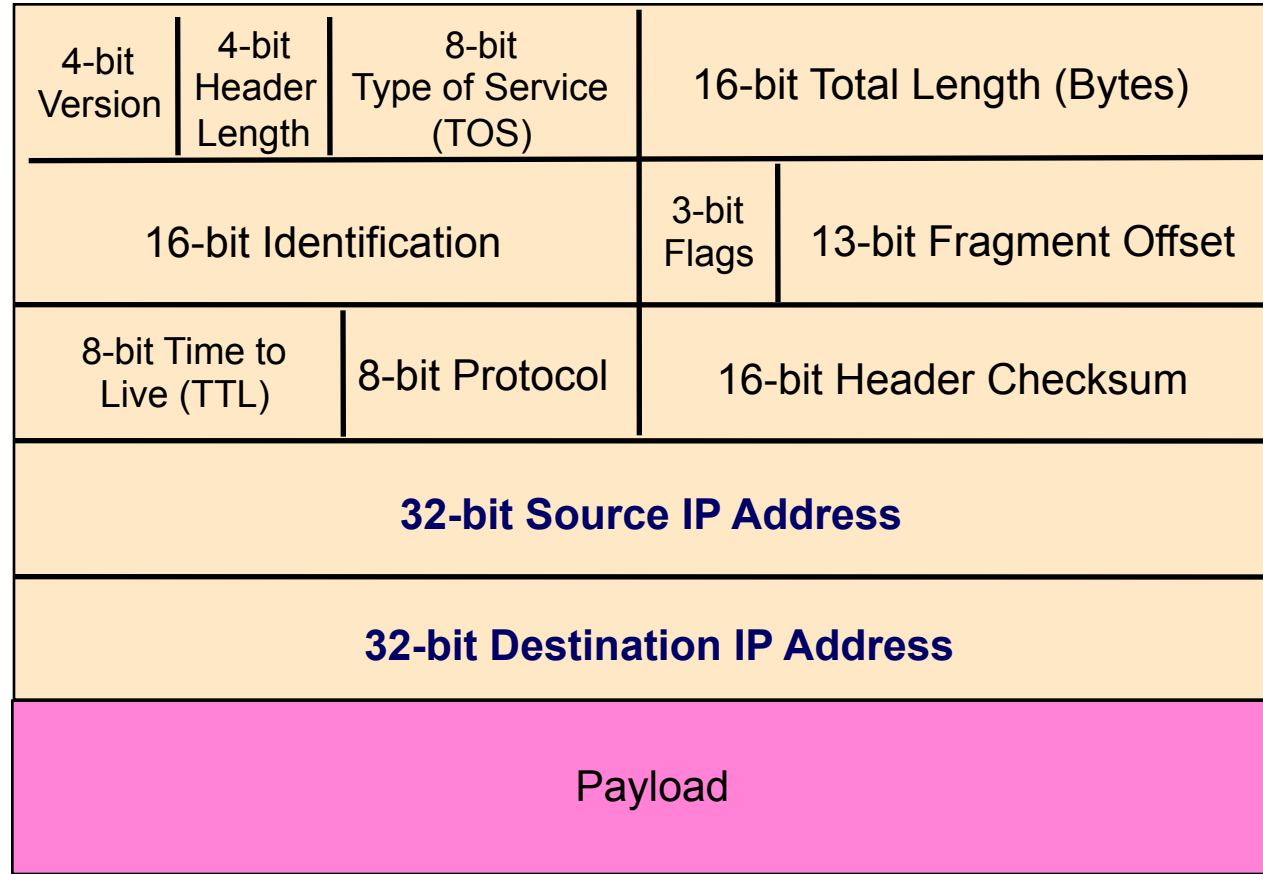 4-bit
Version
4-bit
Header
Length
8-bit
Type of Service
(TOS)
16-bit Total Length (Bytes)
16-bit Identification
3-bit
Flags
13-bit Fragment Offset
8-bit Time to
Live (TTL)
8-bit Protocol
16-bit Header Checksum
32-bit Source IP Address
32-bit Destination IP Address
Payload